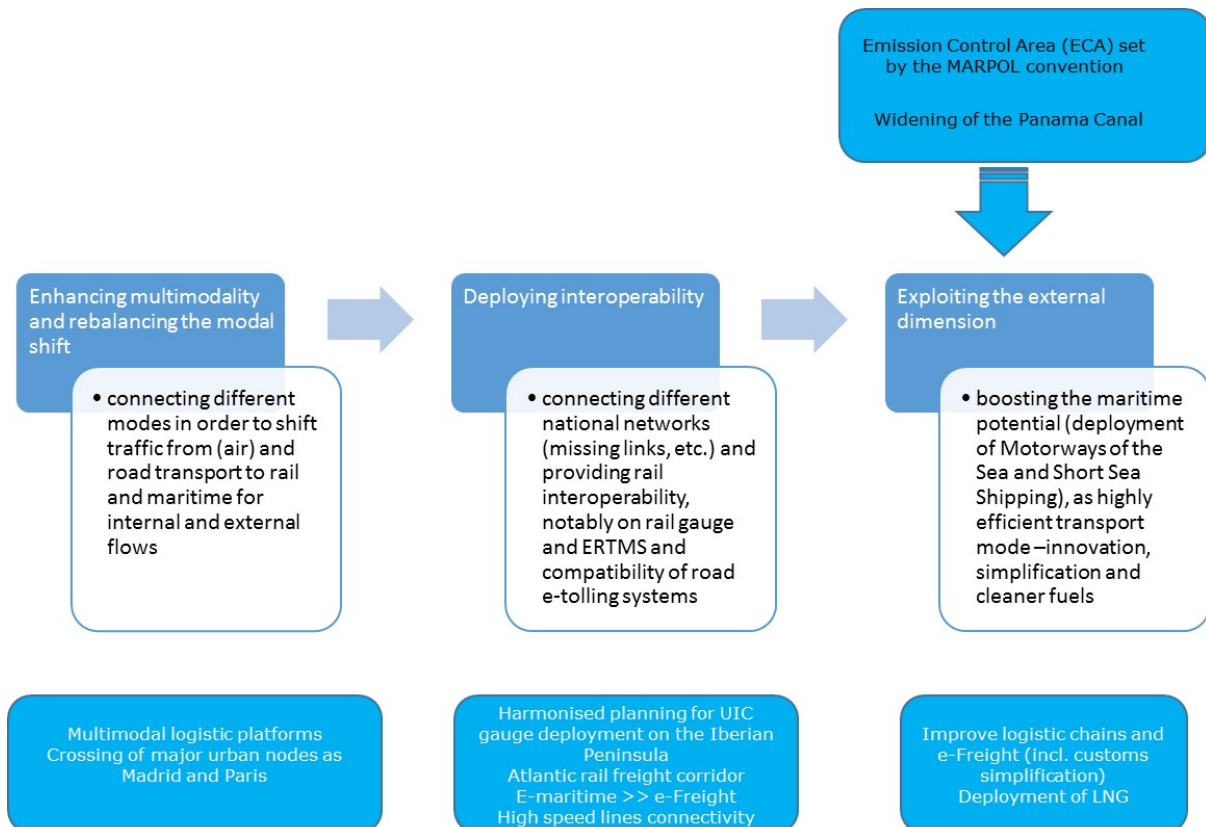 Emission Control Area (ECA) set
by the MARPOL convention
Widening of the Panama Canal
Enhancing multimodality
and rebalancing the modal
shift
• connecting different
modes in order to shift
traffic from (air) and
road transport to rail
and maritime for
internal and external
flows
Deploying interoperability
• connecting different
national networks
(missing links, etc.) and
providing rail
interoperability,
notably on rail gauge
and ERTMS and
compatibility of road
e-tolling systems
Exploiting the external
dimension
• boosting the maritime
potential (deployment
of Motorways of the
Sea and Short Sea
Shipping), as highly
efficient transport
mode –innovation,
simplification and
cleaner fuels
Multimodal logistic platforms
Crossing of major urban nodes as
Madrid and Paris
Harmonised planning for UIC
gauge deployment on the Iberian
Peninsula
Atlantic rail freight corridor
E-maritime >> e-Freight
High speed lines connectivity
Improve logistic chains and
e-Freight (incl. customs
simplification)
Deployment of LNG